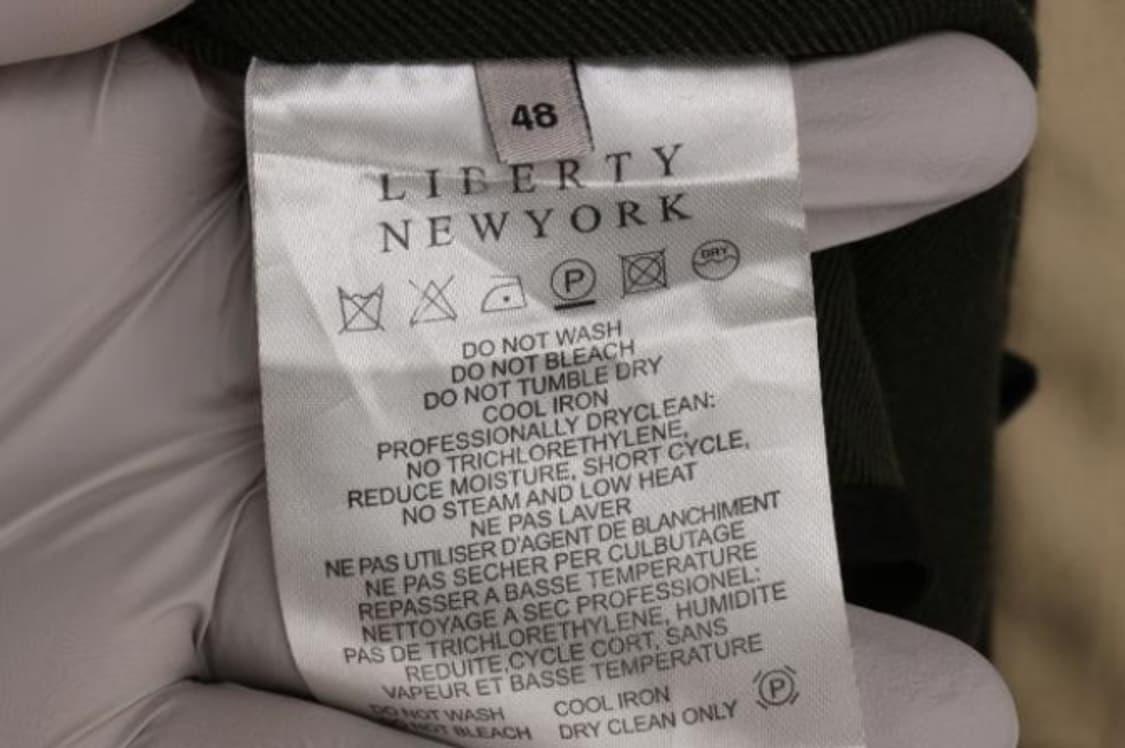 48
LIBERTY
NEWYORK
P DRY
DO NOT WASH
DO NOT BLEACH
DO NOT TUMBLE DRY
COOL IRON
PROFESSIONALLY DRYCLEAN:
NO TRICHLORETHYLENE,
REDUCE MOISTURE, SHORT CYCLE,
NO STEAM AND LOW HEAT
NE PAS LAVER
NE PAS UTILISER D'AGENT DE BLANCHIMENT
NE PAS SECHER PER CULBUTAGE
REPASSER A BASSE TEMPERATURE
NETTOYAGE A SEC PROFESSIONEL:
PAS DE TRICHLORETHYLENE, HUMIDITE
REDUITE,CYCLE CORT, SANS
VAPEUR ET BASSE TEMPERATURE
DO NOT WASH COOL IRON P
NOT BLEACH DRY CLEAN ONLY